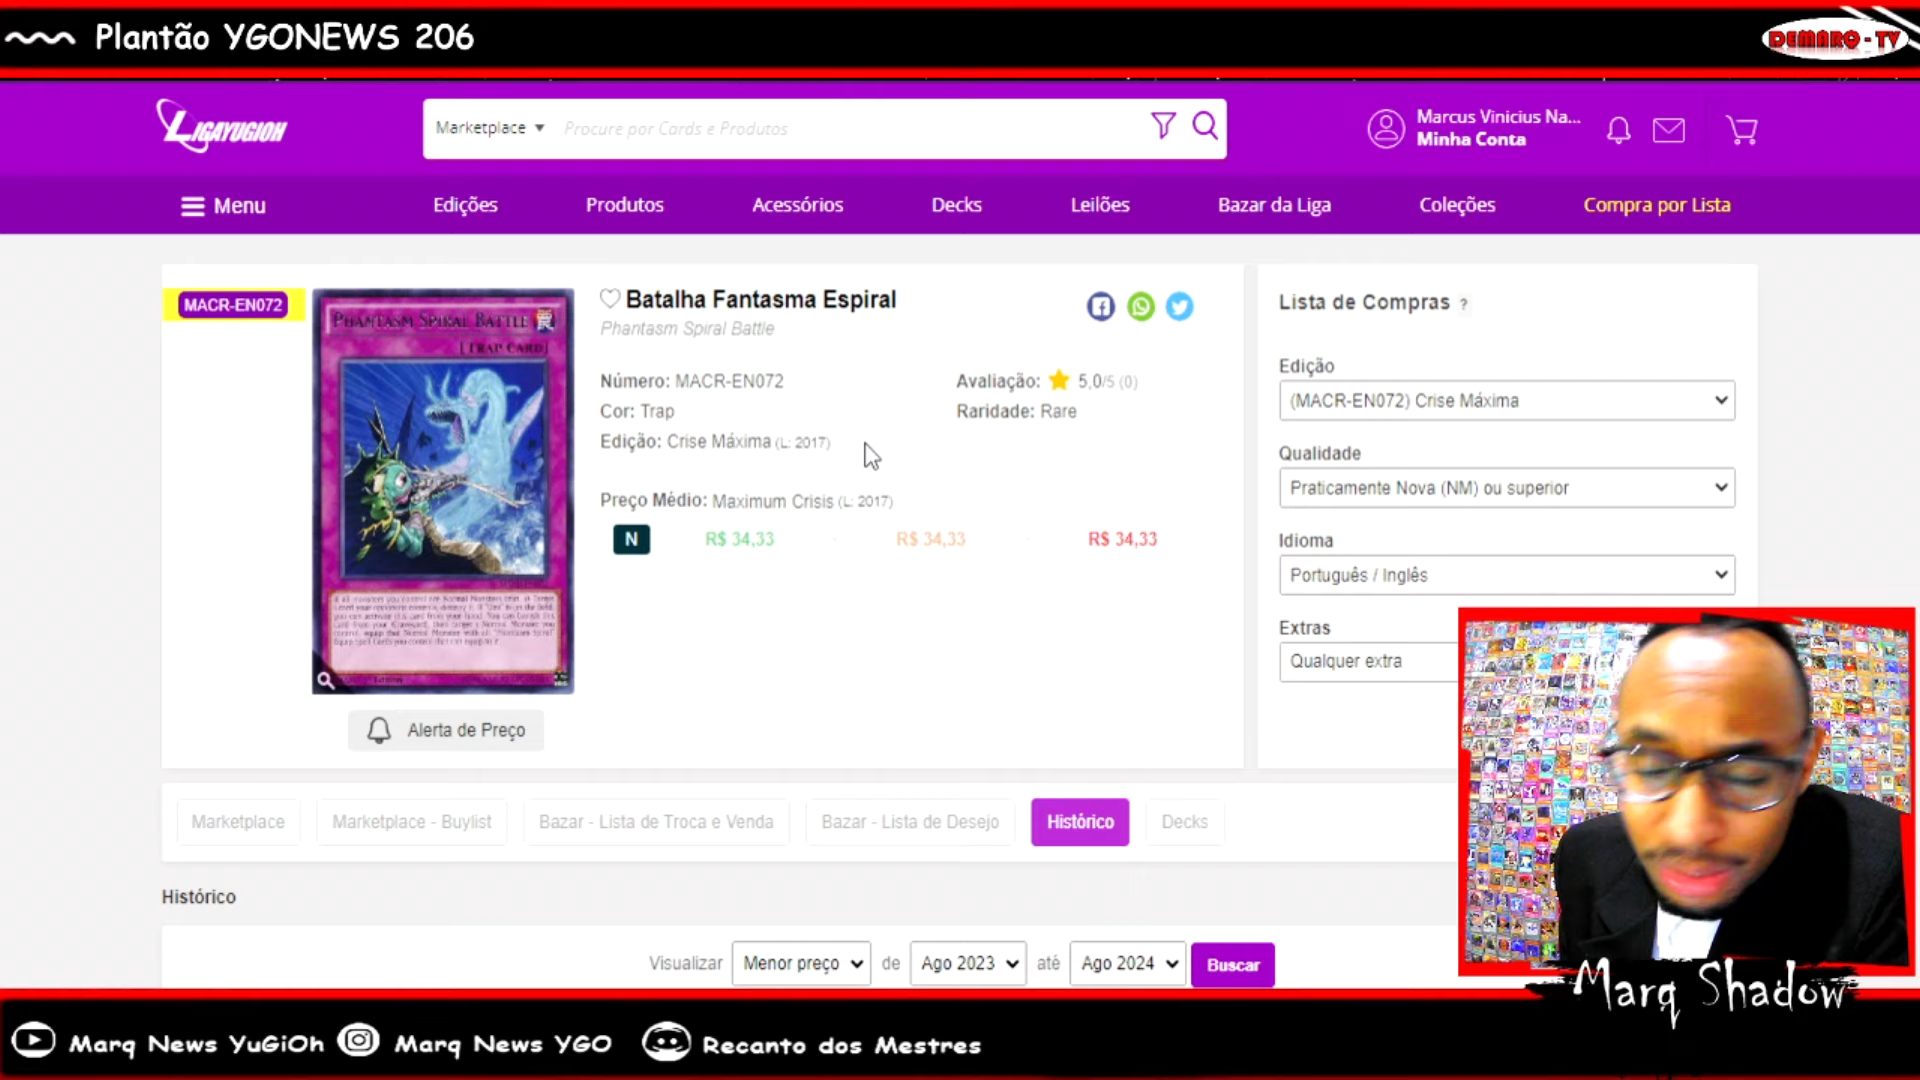 Plantão YGONEWS 206
DEMARQ-TV
LIGAYUGIOH
Marketplace
Procure por Cards e Produtos
Marcus Vinicius Na...
Minha Conta
Menu
Edições
Produtos
Acessórios
Decks
Leilões
Bazar da Liga
Coleções
Compra por Lista
MACR-EN072
PHANTASM SPIRAL BATTLE
[TRAP CARD]
Alerta de Preço
Batalha Fantasma Espiral
Phantasm Spiral Battle
Número: MACR-EN072
Cor: Trap
Edição: Crise Máxima (L: 2017)
Avaliação: 5,0/5 (0)
Raridade: Rare
Preço Médio: Maximum Crisis (L: 2017)
N R$ 34,33 - R$ 34,33 - R$ 34,33
Lista de Compras ?
Edição
(MACR-EN072) Crise Máxima
Qualidade
Praticamente Nova (NM) ou superior
Idioma
Português / Inglês
Extras
Qualquer extra
Marketplace
Marketplace - Buylist
Bazar - Lista de Troca e Venda
Bazar - Lista de Desejo
Histórico
Decks
Histórico
Visualizar Menor preço de Ago 2023 até Ago 2024 Buscar
Marq Shadow
Marq News YuGiOh Marq News YGO Recanto dos Mestres